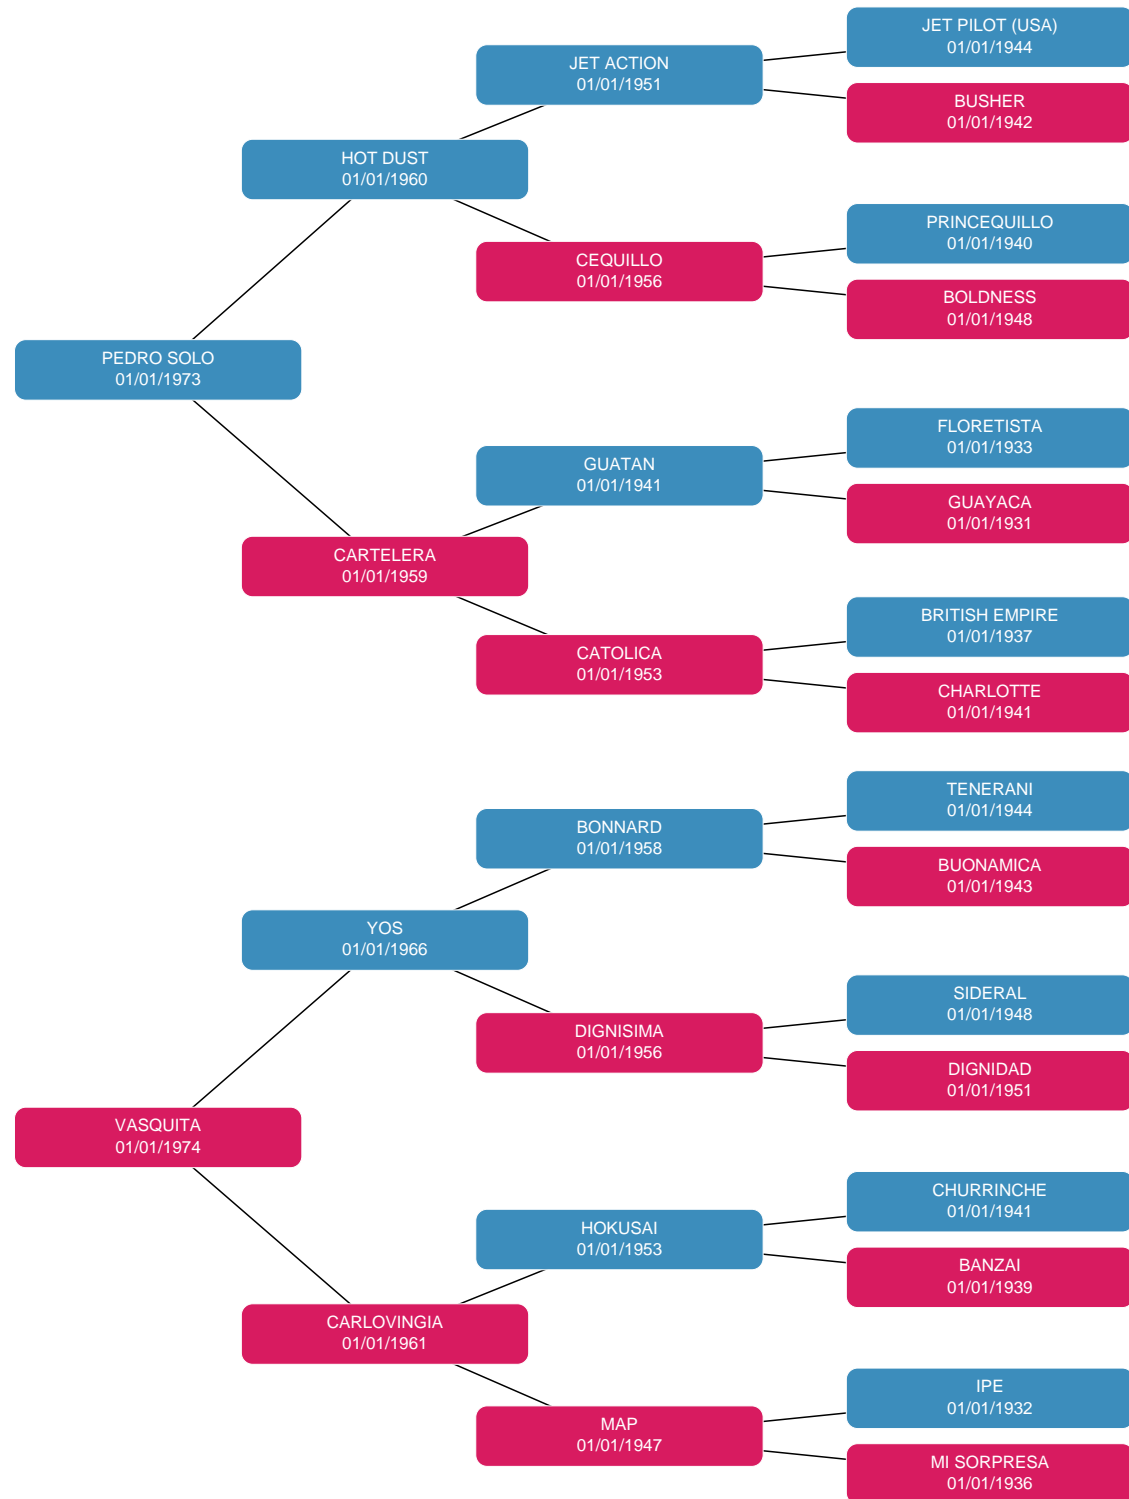 JET PILOT (USA)
01/01/1944
JET ACTION
01/01/1951
BUSHER
01/01/1942
HOT DUST
01/01/1960
PRINCEQUILLO
01/01/1940
CEQUILLO
01/01/1956
BOLDNESS
01/01/1948
PEDRO SOLO
01/01/1973
FLORETISTA
01/01/1933
GUATAN
01/01/1941
GUAYACA
01/01/1931
CARTELERA
01/01/1959
BRITISH EMPIRE
01/01/1937
CATOLICA
01/01/1953
CHARLOTTE
01/01/1941
TENERANI
01/01/1944
BONNARD
01/01/1958
BUONAMICA
01/01/1943
YOS
01/01/1966
SIDERAL
01/01/1948
DIGNISIMA
01/01/1956
DIGNIDAD
01/01/1951
VASQUITA
01/01/1974
CHURRINCHE
01/01/1941
HOKUSAI
01/01/1953
BANZAI
01/01/1939
CARLOVINGIA
01/01/1961
IPE
01/01/1932
MAP
01/01/1947
MI SORPRESA
01/01/1936